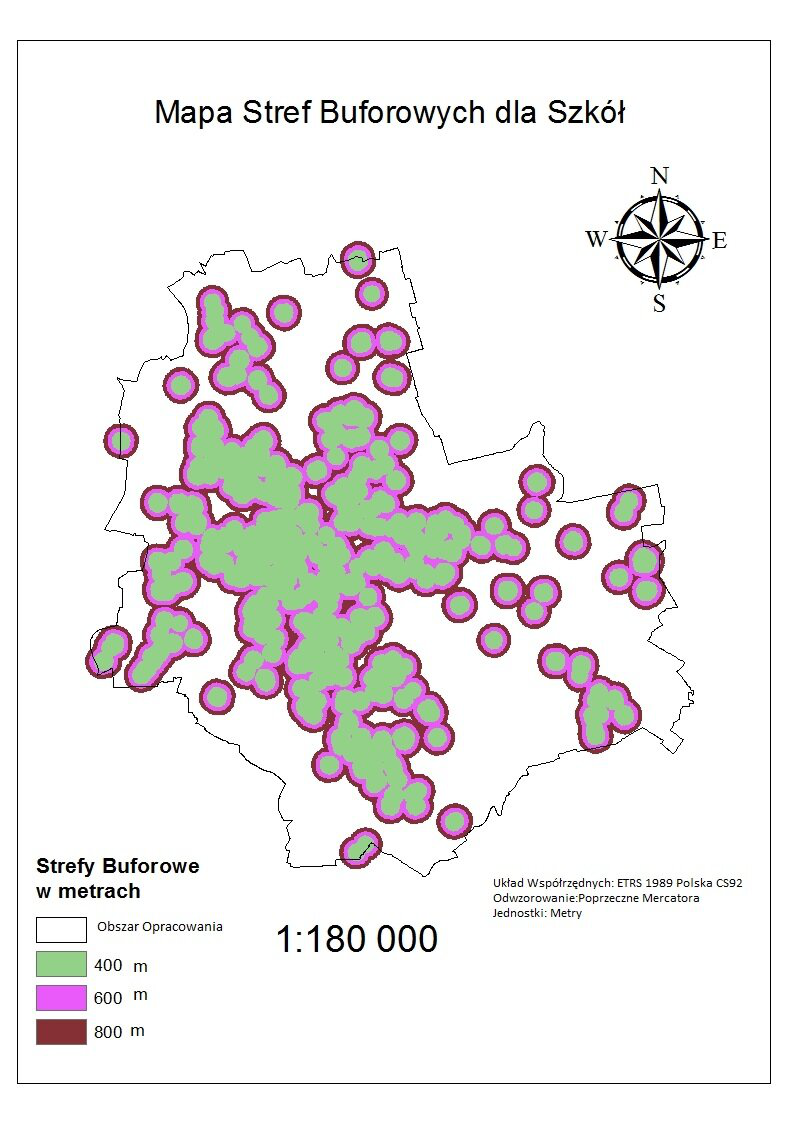 Mapa Stref Buforowych dla Szkół
N
W
E
S
Strefy Buforowe
w metrach
Obszar Opracowania
400 m
600 m
800 m
1:180 000
Układ Współrzędnych: ETRS 1989 Polska CS92
Odwzorowanie:Poprzeczne Mercatora
Jednostki: Metry